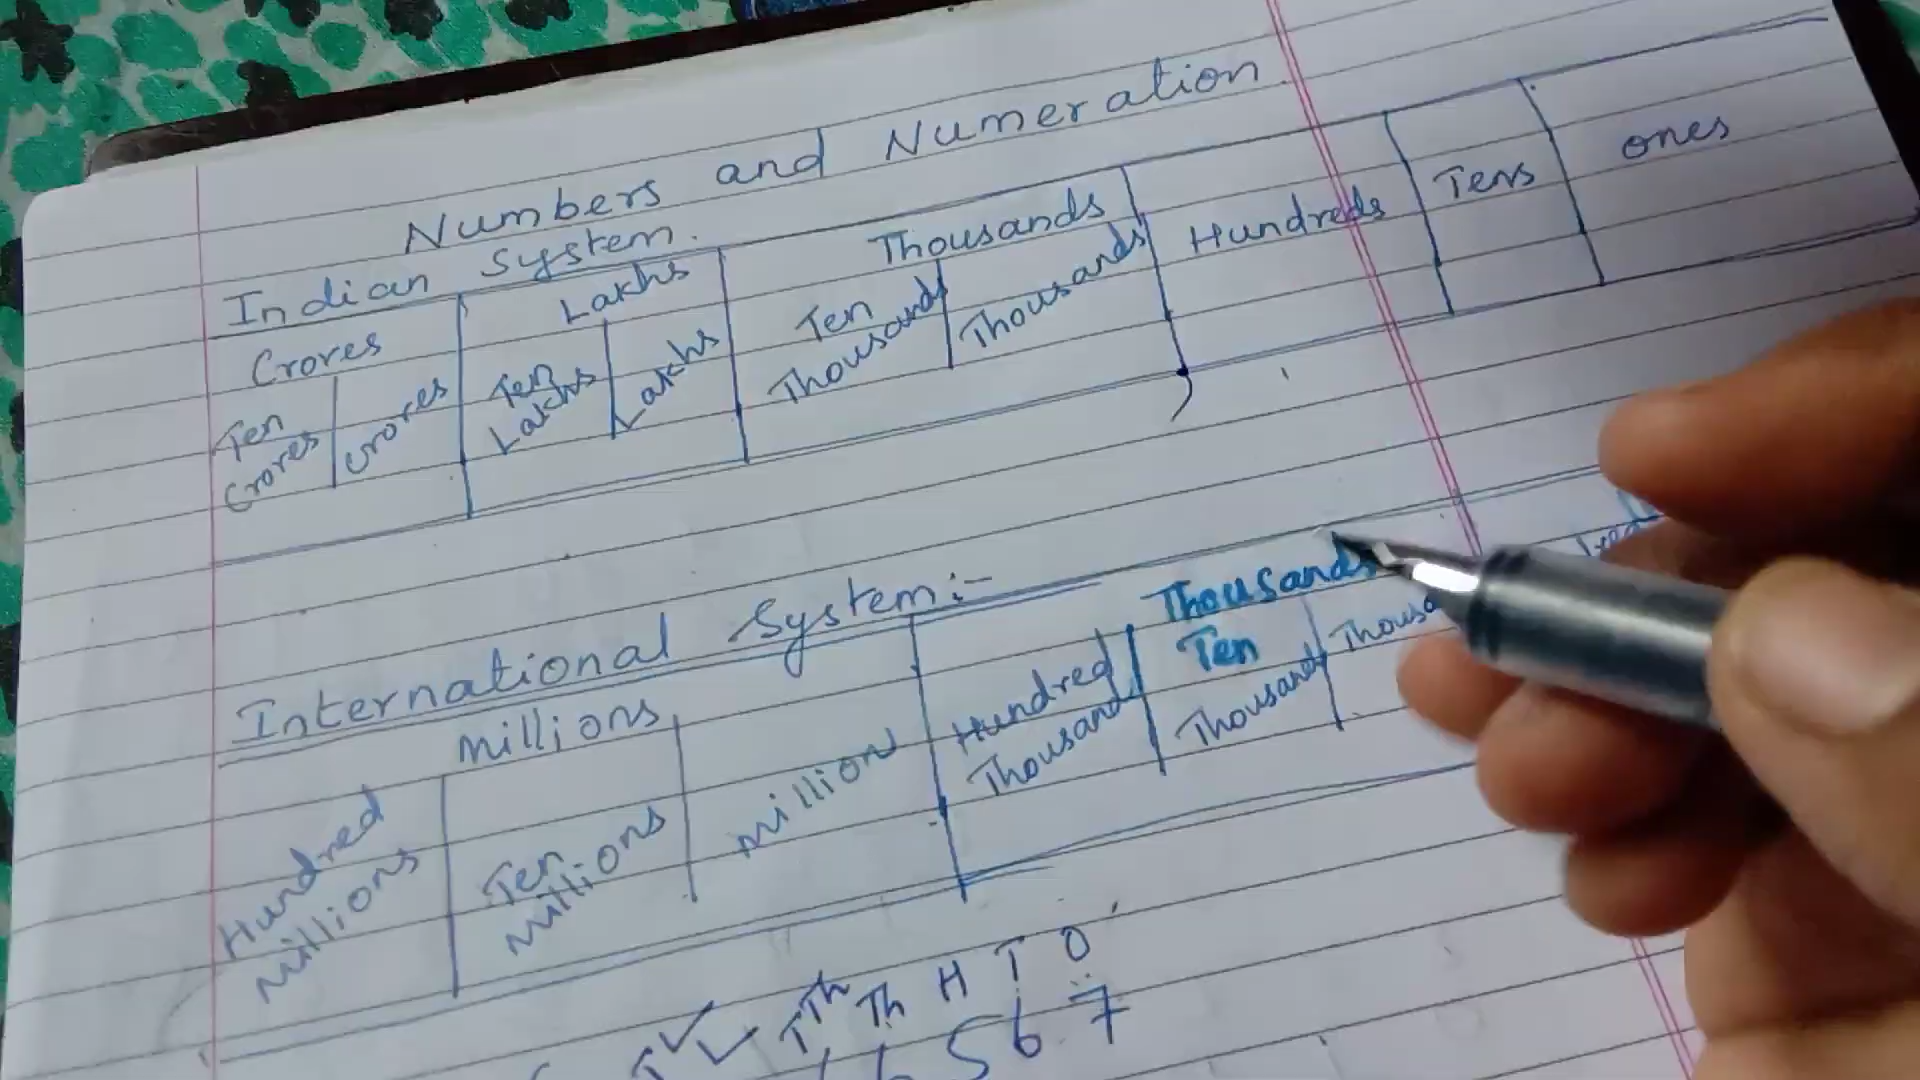 Numbers and Numeration
Indian System.
Crores Lakhs Thousands Hundreds Tens ones
Ten Crores Crores Ten Lakhs Lakhs Ten Thousands Thousands
International System:-
Millions Thousands
Hundred Millions Ten Millions Million Hundred Thousand Ten Thousand
T TTh Th H T O
5 6 7